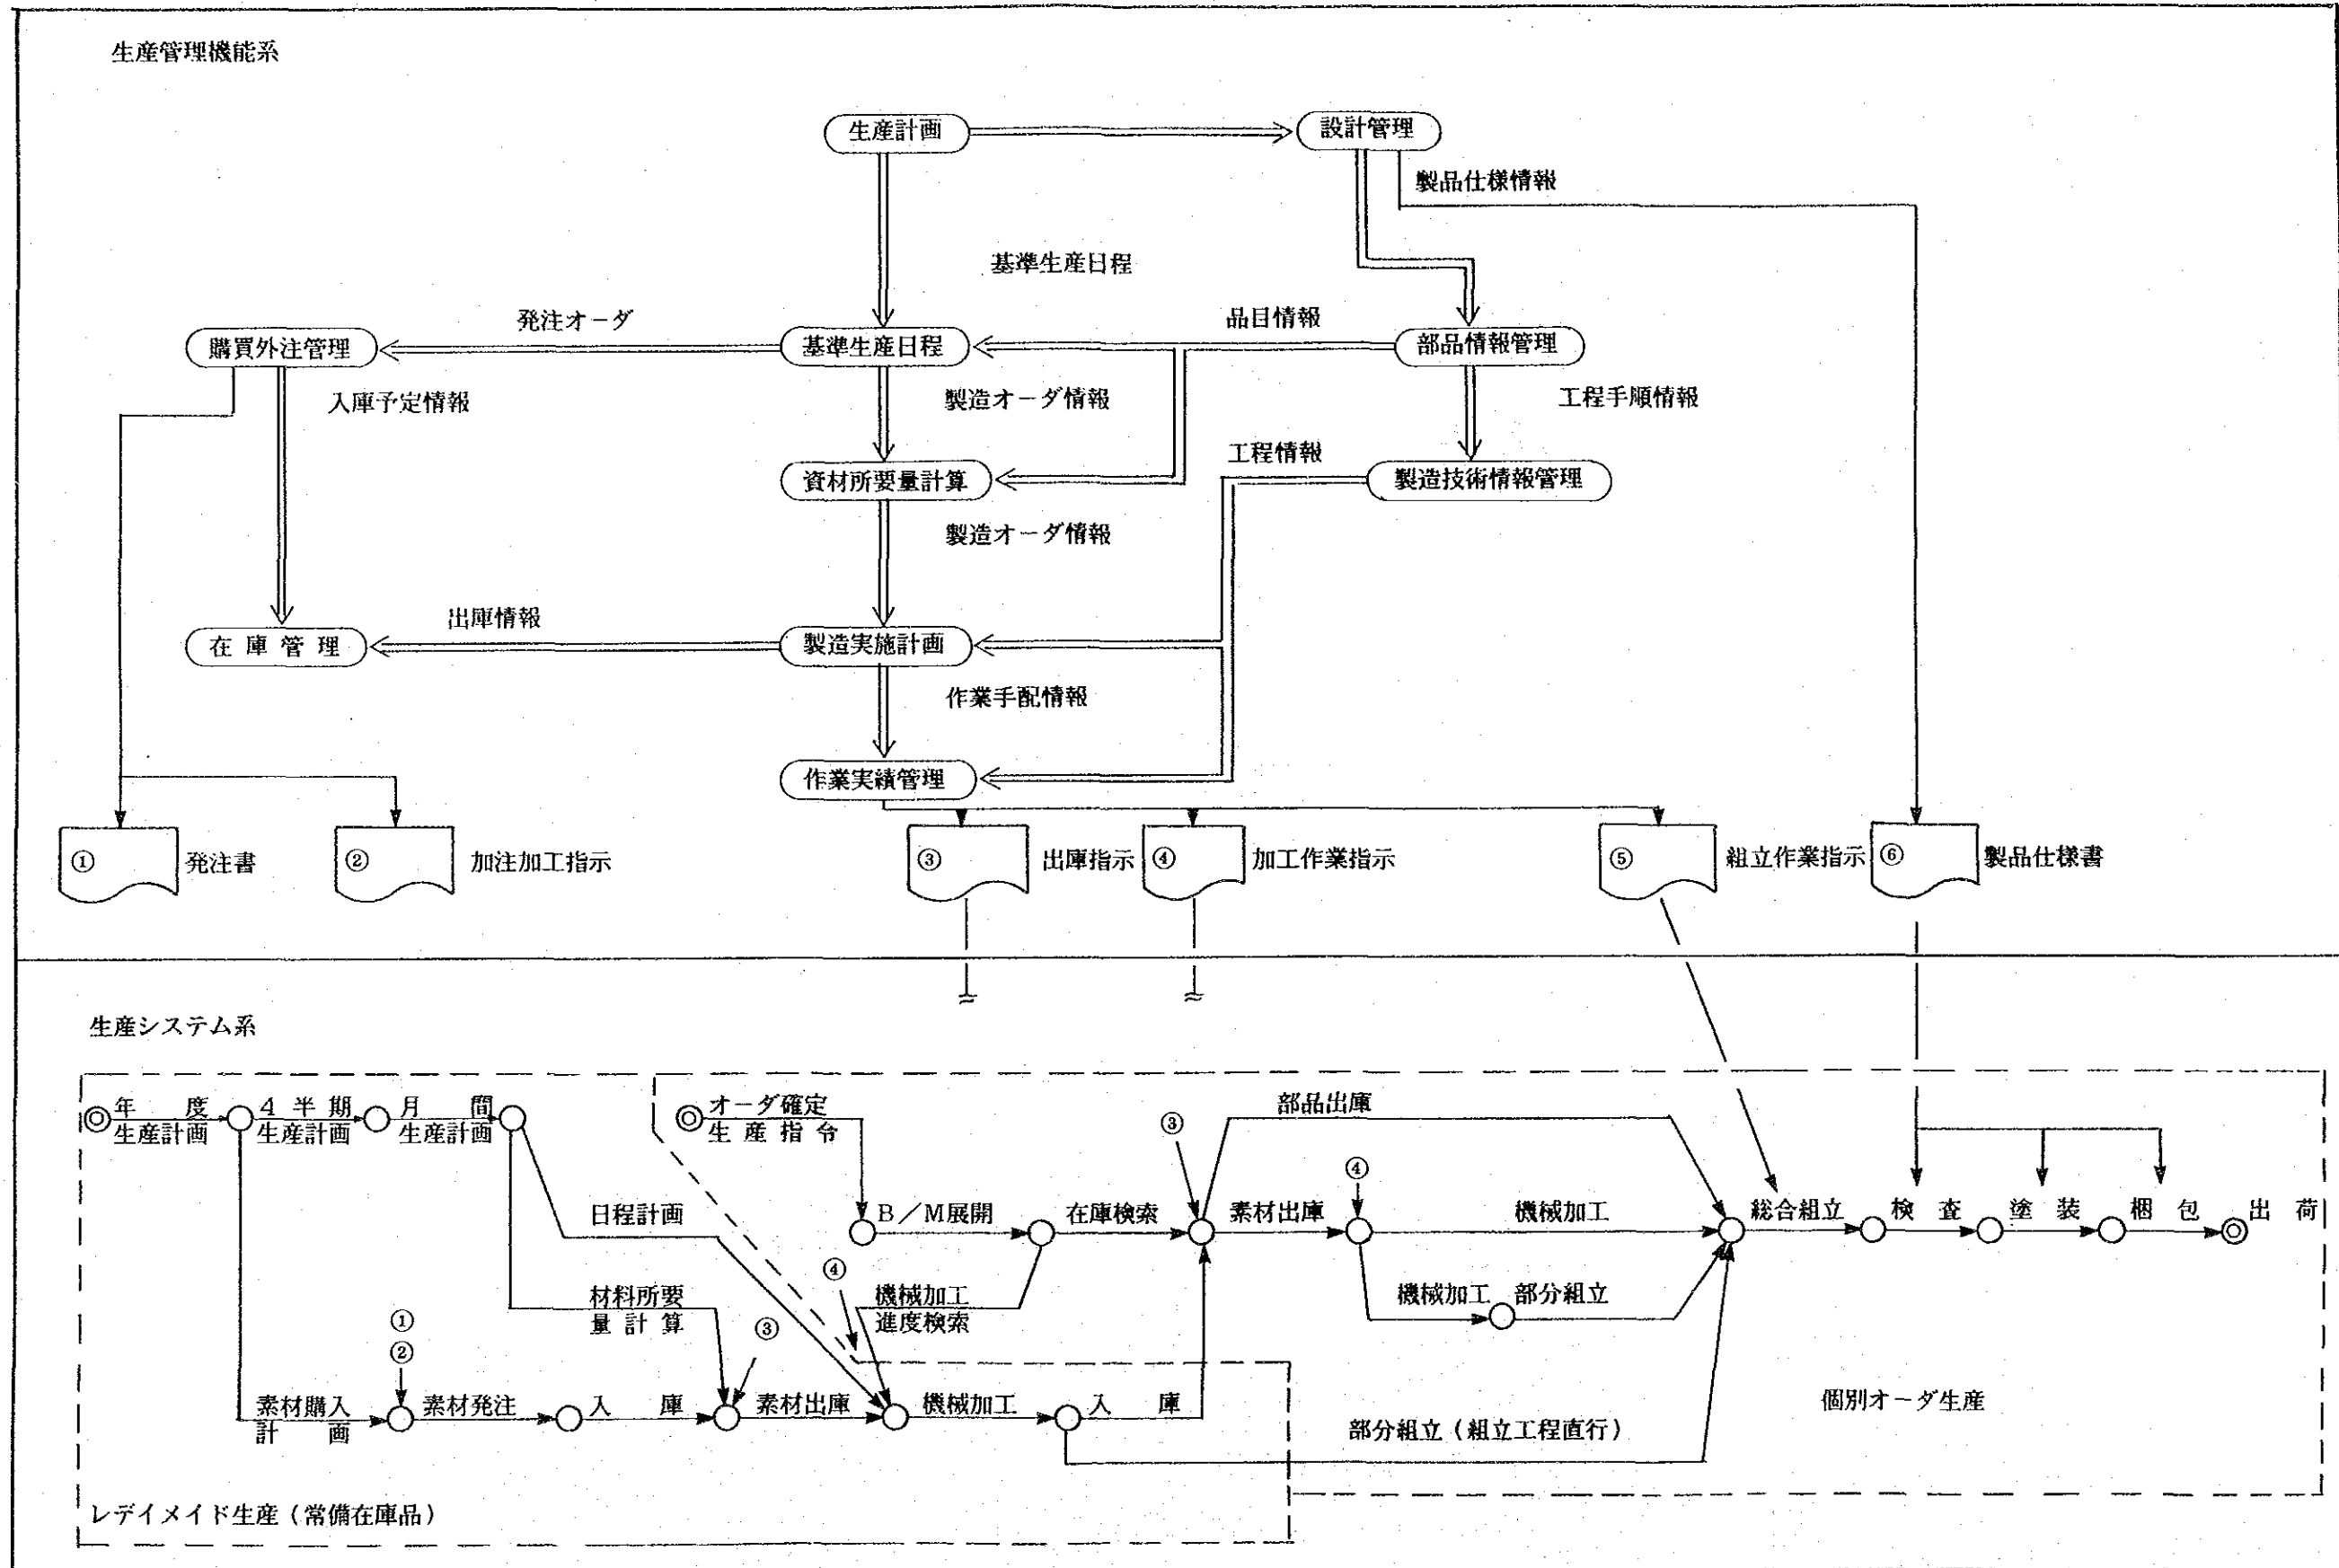 生産管理機能系
生産計画
設計管理
製品仕様情報
基準生産日程
発注オーダ
品目情報
購買外注管理
基準生産日程
部品情報管理
入庫予定情報
製造オーダ情報
工程手順情報
工程情報
資材所要量計算
製造技術情報管理
製造オーダ情報
出庫情報
在庫管理
製造実施計画
作業手配情報
作業実績管理
① 発注書
② 加注加工指示
③ 出庫指示
④ 加工作業指示
⑤ 組立作業指示
⑥ 製品仕様書
生産システム系
年度
生産計画
4半期
生産計画
月間
生産計画
オーダ確定
生産指令
部品出庫
③
④
日程計画
B/M展開
在庫検索
素材出庫
機械加工
総合組立
検査
塗装
梱包
出荷
④
材料所要
量計算
機械加工
進度検索
機械加工
部分組立
①
②
③
素材購入
計画
素材発注
入庫
素材出庫
機械加工
入庫
個別オーダ生産
部分組立(組立工程直行)
レデイメイド生産(常備在庫品)